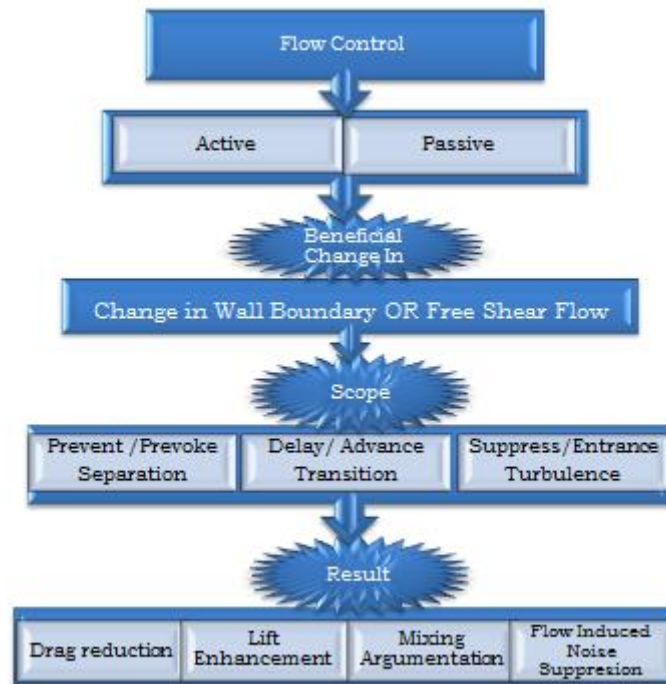 Flow Control
Active
Passive
Beneficial
Change In
Change in Wall Boundary OR Free Shear Flow
Scope
Prevent /Prevoke
Separation
Delay/ Advance
Transition
Suppress/Entrance
Turbulence
Result
Drag reduction
Lift
Enhancement
Mixing
Argumentation
Flow Induced
Noise
Suppresion